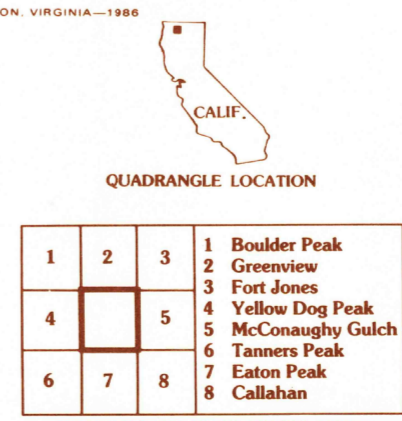 ON, VIRGINIA—1986
CALIF.
QUADRANGLE LOCATION
1 2 3
4 5
6 7 8
1 Boulder Peak
2 Greenview
3 Fort Jones
4 Yellow Dog Peak
5 McConaughy Gulch
6 Tanners Peak
7 Eaton Peak
8 Callahan